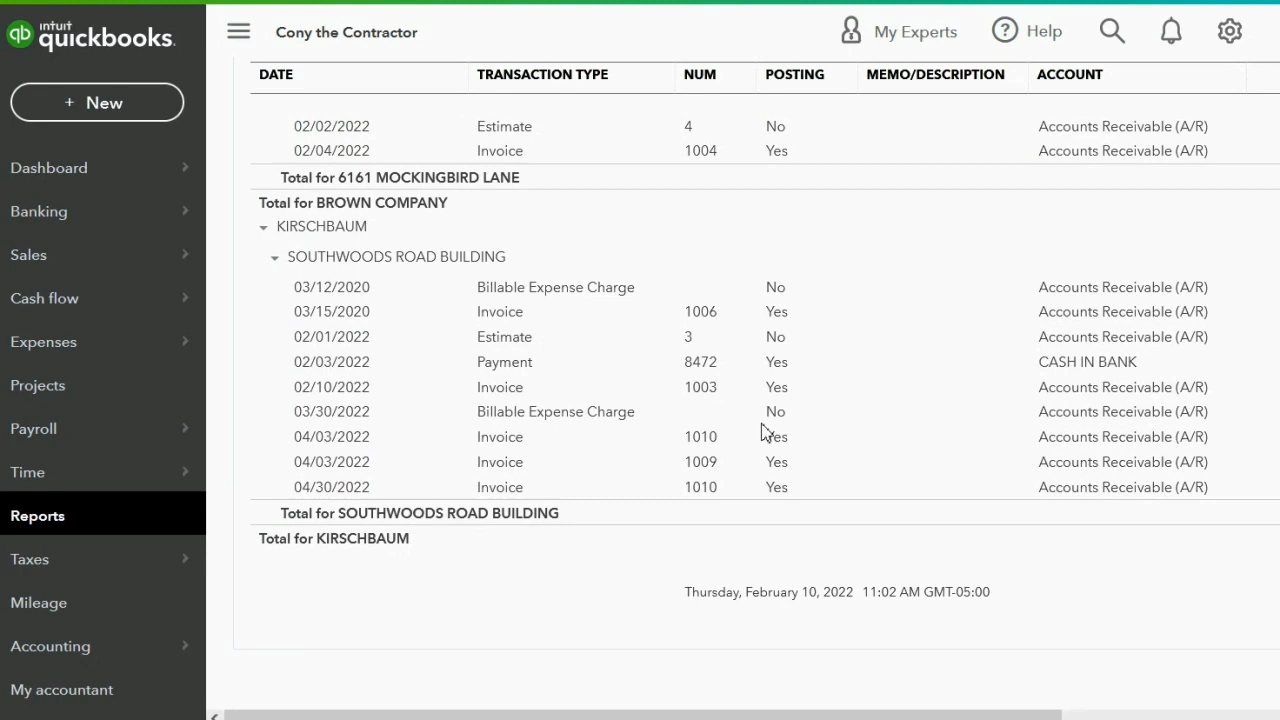 intuit
quickbooks.
Cony the Contractor
My Experts
Help
+ New
Dashboard
Banking
Sales
Cash flow
Expenses
Projects
Payroll
Time
Reports
Taxes
Mileage
Accounting
My accountant
DATE TRANSACTION TYPE NUM POSTING MEMO/DESCRIPTION ACCOUNT
02/02/2022 Estimate 4 No Accounts Receivable (A/R)
02/04/2022 Invoice 1004 Yes Accounts Receivable (A/R)
Total for 6161 MOCKINGBIRD LANE
Total for BROWN COMPANY
KIRSCHBAUM
SOUTHWOODS ROAD BUILDING
03/12/2020 Billable Expense Charge No Accounts Receivable (A/R)
03/15/2020 Invoice 1006 Yes Accounts Receivable (A/R)
02/01/2022 Estimate 3 No Accounts Receivable (A/R)
02/03/2022 Payment 8472 Yes CASH IN BANK
02/10/2022 Invoice 1003 Yes Accounts Receivable (A/R)
03/30/2022 Billable Expense Charge No Accounts Receivable (A/R)
04/03/2022 Invoice 1010 Yes Accounts Receivable (A/R)
04/03/2022 Invoice 1009 Yes Accounts Receivable (A/R)
04/30/2022 Invoice 1010 Yes Accounts Receivable (A/R)
Total for SOUTHWOODS ROAD BUILDING
Total for KIRSCHBAUM
Thursday, February 10, 2022 11:02 AM GMT-05:00